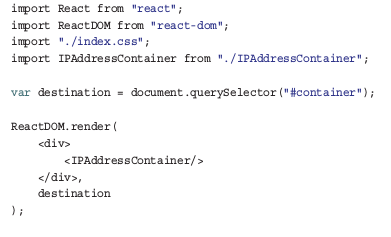 import React from "react";
import ReactDOM from "react-dom";
import "./index.css";
import IPAddressContainer from "./IPAddressContainer";
var destination = document.querySelector("#container");
ReactDOM.render(
    <div>
        <IPAddressContainer/>
    </div>,
    destination
);